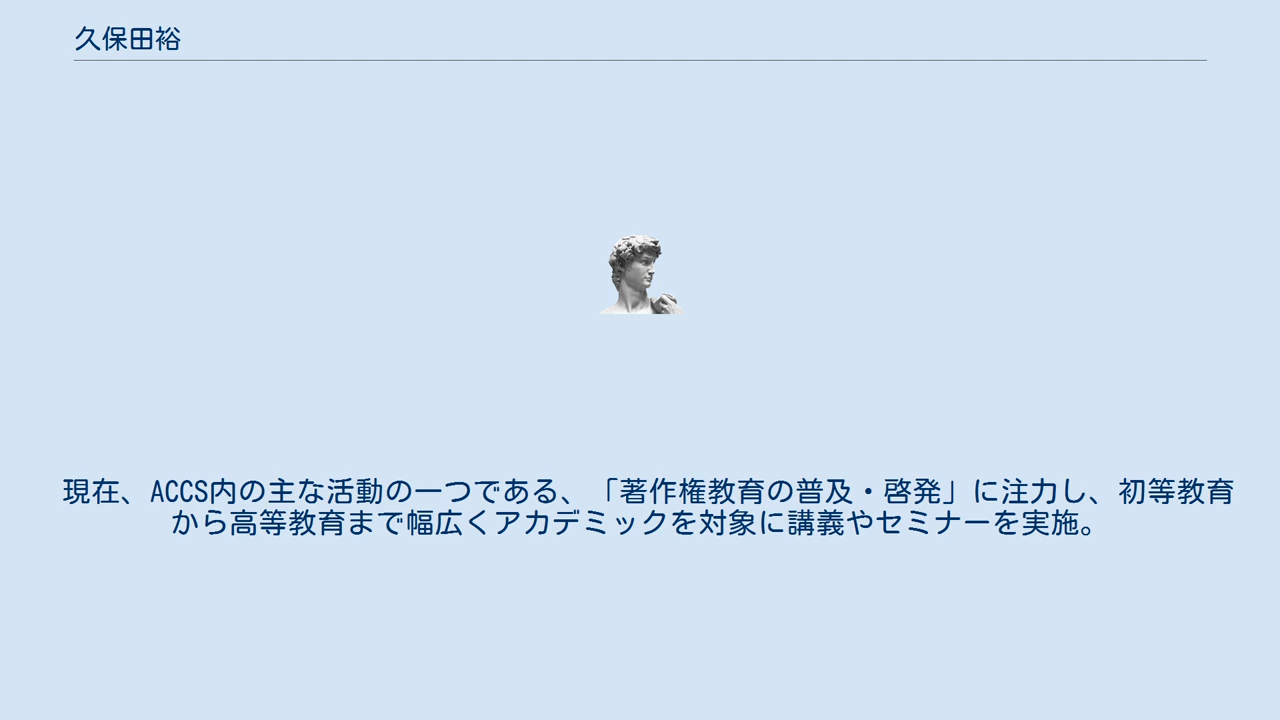 久保田裕
現在、ACCS内の主な活動の一つである、「著作権教育の普及・啓発」に注力し、初等教育
から高等教育まで幅広くアカデミックを対象に講義やセミナーを実施。